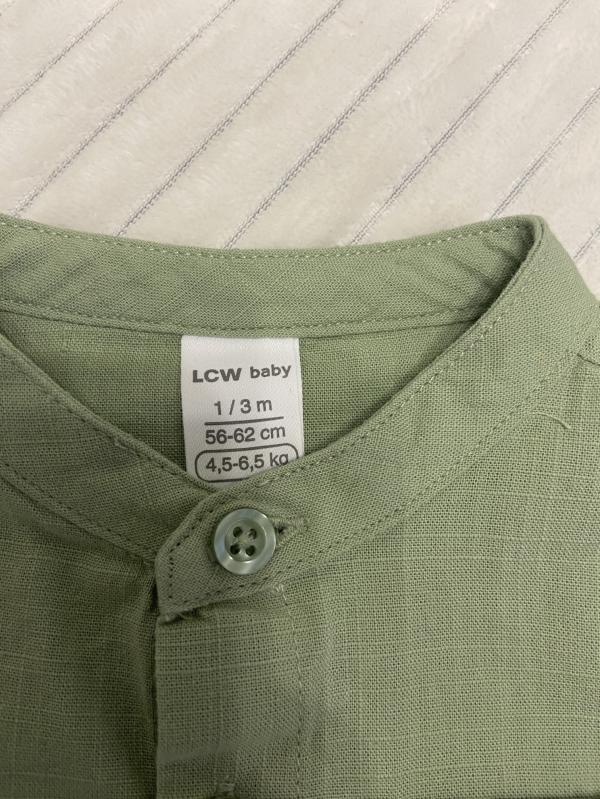 LCW baby
1 / 3 m
56-62 cm
4,5-6,5 kg